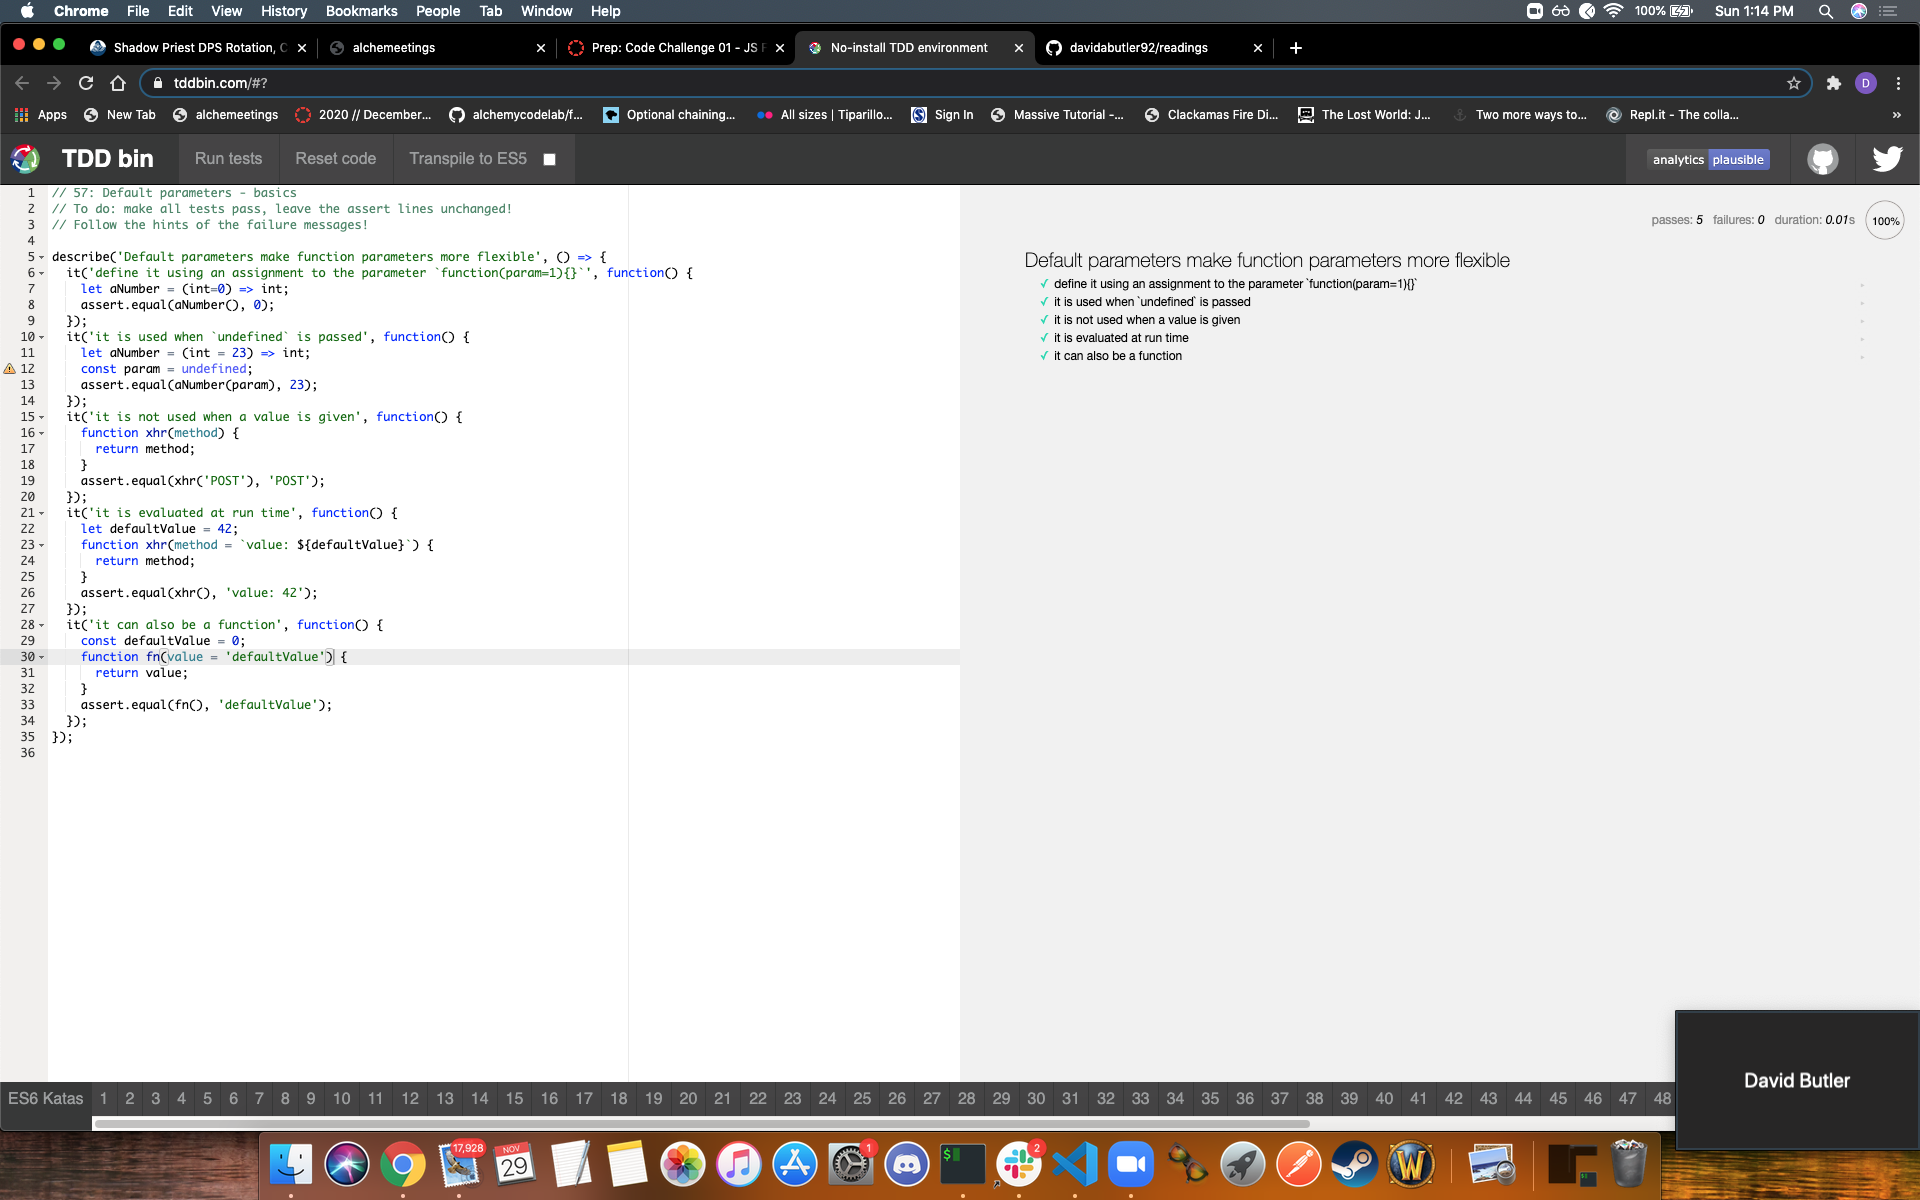 Chrome File Edit View History Bookmarks People Tab Window Help 100% Sun 1:14 PM
Shadow Priest DPS Rotation, C alchemeetings Prep: Code Challenge 01 - JS F No-install TDD environment davidabutler92/readings
tddbin.com/#? D
Apps New Tab alchemeetings 2020 // December... alchemycodelab/f... Optional chaining... All sizes | Tiparillo... Sign In Massive Tutorial -... Clackamas Fire Di... The Lost World: J... Two more ways to... Repl.it - The colla... »
TDD bin Run tests Reset code Transpile to ES5 analytics plausible
1 // 57: Default parameters - basics
2 // To do: make all tests pass, leave the assert lines unchanged!
3 // Follow the hints of the failure messages!
4
5 describe('Default parameters make function parameters more flexible', () => {
6 it('define it using an assignment to the parameter `function(param=1){}`', function() {
7 let aNumber = (int=0) => int;
8 assert.equal(aNumber(), 0);
9 });
10 it('it is used when `undefined` is passed', function() {
11 let aNumber = (int = 23) => int;
12 const param = undefined;
13 assert.equal(aNumber(param), 23);
14 });
15 it('it is not used when a value is given', function() {
16 function xhr(method) {
17 return method;
18 }
19 assert.equal(xhr('POST'), 'POST');
20 });
21 it('it is evaluated at run time', function() {
22 let defaultValue = 42;
23 function xhr(method = `value: ${defaultValue}`) {
24 return method;
25 }
26 assert.equal(xhr(), 'value: 42');
27 });
28 it('it can also be a function', function() {
29 const defaultValue = 0;
30 function fn(value = 'defaultValue') {
31 return value;
32 }
33 assert.equal(fn(), 'defaultValue');
34 });
35 });
36
passes: 5 failures: 0 duration: 0.01s 100%
Default parameters make function parameters more flexible
✓ define it using an assignment to the parameter `function(param=1){}`
✓ it is used when `undefined` is passed
✓ it is not used when a value is given
✓ it is evaluated at run time
✓ it can also be a function
David Butler
ES6 Katas 1 2 3 4 5 6 7 8 9 10 11 12 13 14 15 16 17 18 19 20 21 22 23 24 25 26 27 28 29 30 31 32 33 34 35 36 37 38 39 40 41 42 43 44 45 46 47 48
17,928 NOV 29 1 $ 2 W